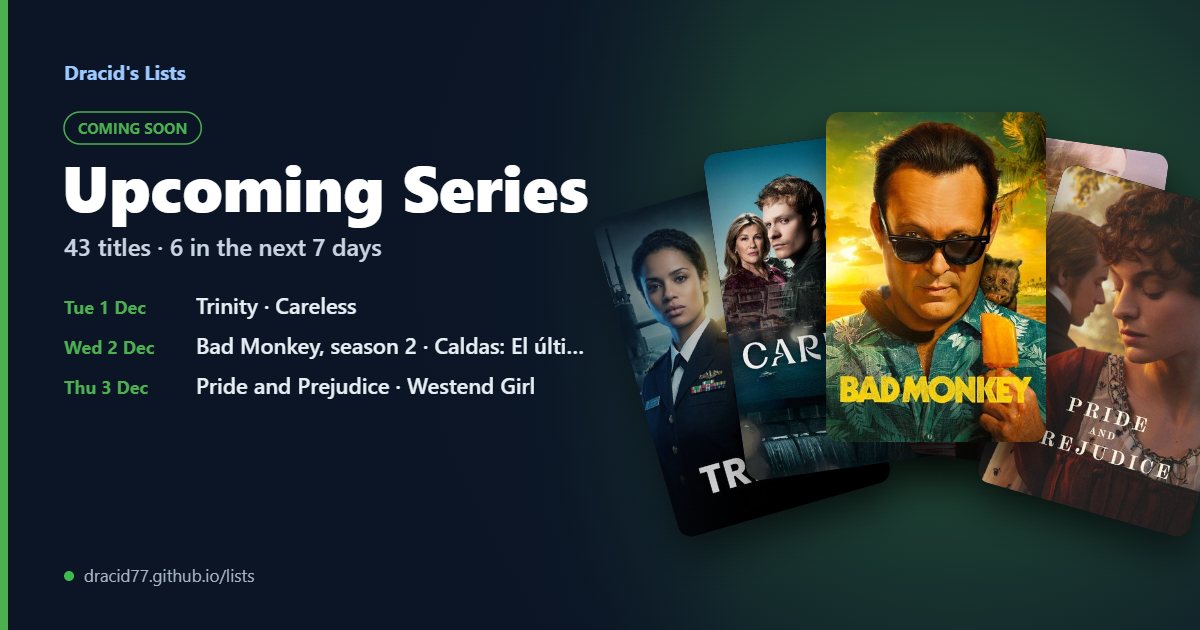 Dracid's Lists
COMING SOON
Upcoming Series
43 titles · 6 in the next 7 days
Tue 1 Dec Trinity · Careless
Wed 2 Dec Bad Monkey, season 2 · Caldas: El últi...
Thu 3 Dec Pride and Prejudice · Westend Girl
dracid77.github.io/lists
TR
CAR
BAD MONKEY
PRIDE
AND
REJUDICE